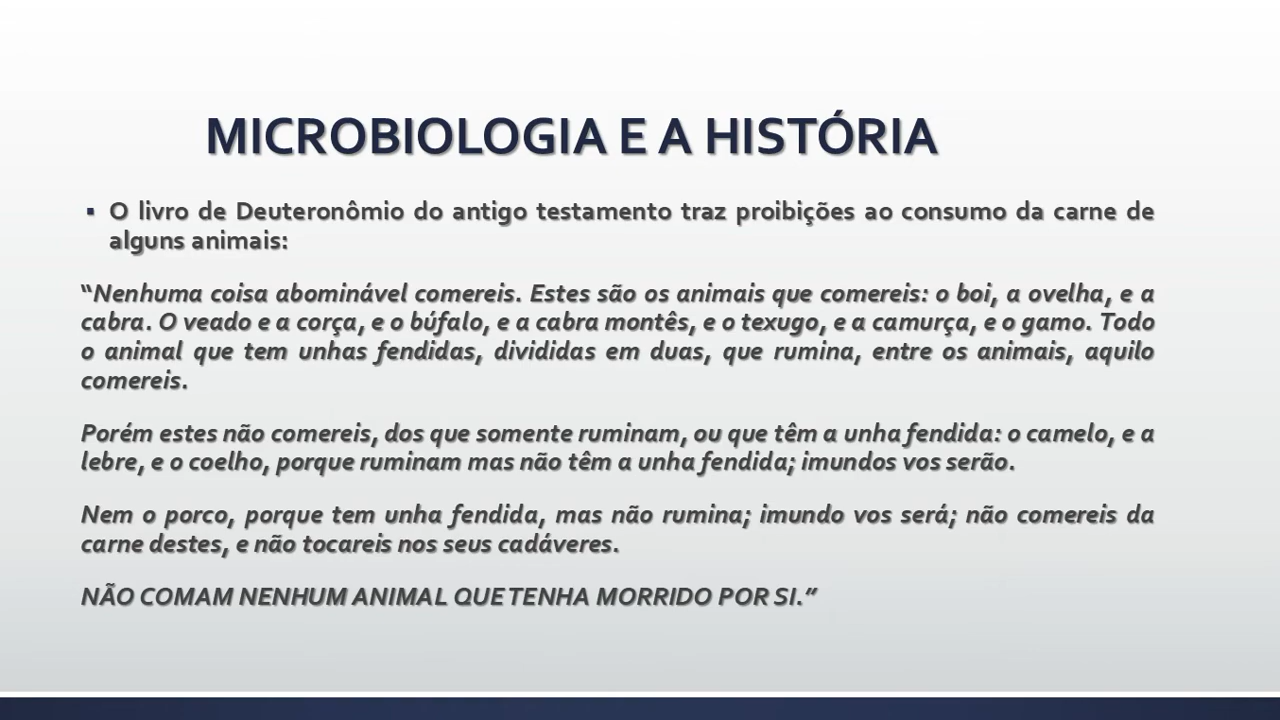 MICROBIOLOGIA E A HISTÓRIA
▪ O livro de Deuteronômio do antigo testamento traz proibições ao consumo da carne de
alguns animais:
“Nenhuma coisa abominável comereis. Estes são os animais que comereis: o boi, a ovelha, e a
cabra. O veado e a corça, e o búfalo, e a cabra montês, e o texugo, e a camurça, e o gamo. Todo
o animal que tem unhas fendidas, divididas em duas, que rumina, entre os animais, aquilo
comereis.
Porém estes não comereis, dos que somente ruminam, ou que têm a unha fendida: o camelo, e a
lebre, e o coelho, porque ruminam mas não têm a unha fendida; imundos vos serão.
Nem o porco, porque tem unha fendida, mas não rumina; imundo vos será; não comereis da
carne destes, e não tocareis nos seus cadáveres.
NÃO COMAM NENHUM ANIMAL QUE TENHA MORRIDO POR SI.”